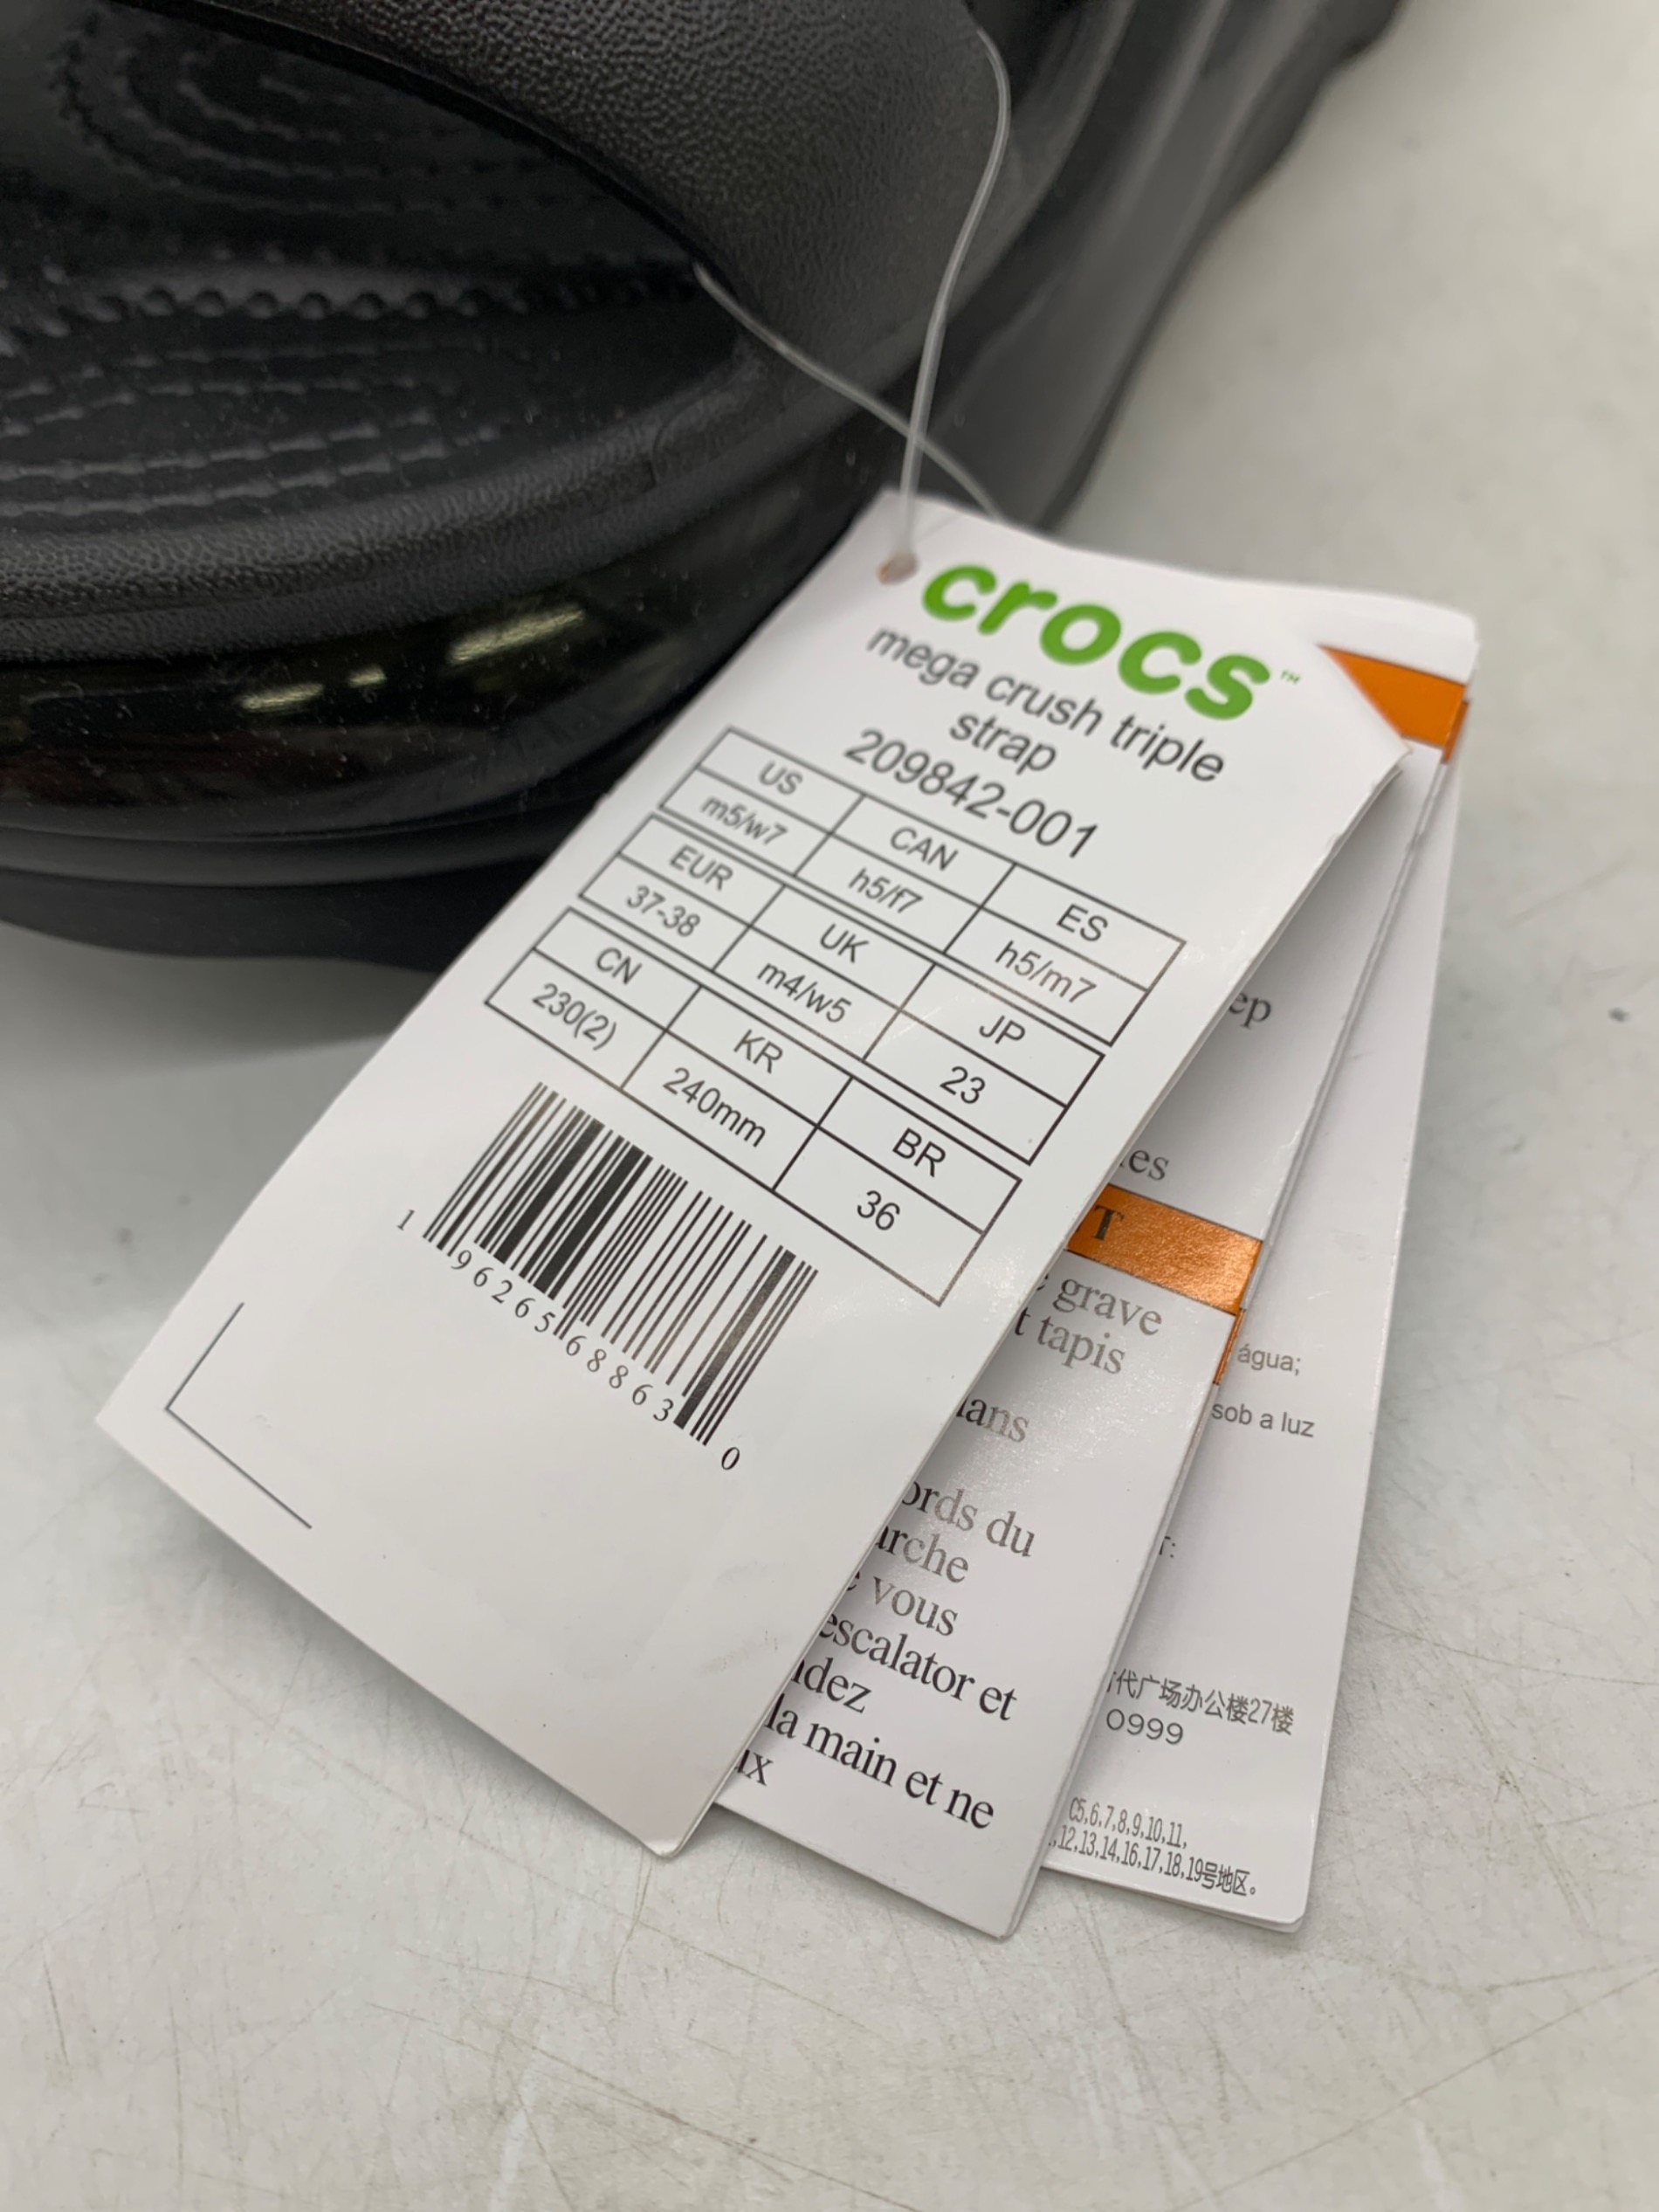 crocs™
mega crush triple
strap
209842-001
US CAN ES
m5/w7 h5/f7 h5/m7
EUR UK JP
37-38 m4/w5 23
CN KR BR
230(2) 240mm 36
1 96265 68863 0
ep
es
T
grave
t tapis
ans
ords du
arche
vous
escalator et
ndez
la main et ne
ux
água;
sob a luz
T:
代广场办公楼27楼
0999
C5,6,7,8,9,10,11,
,12,13,14,16,17,18,19号地区。